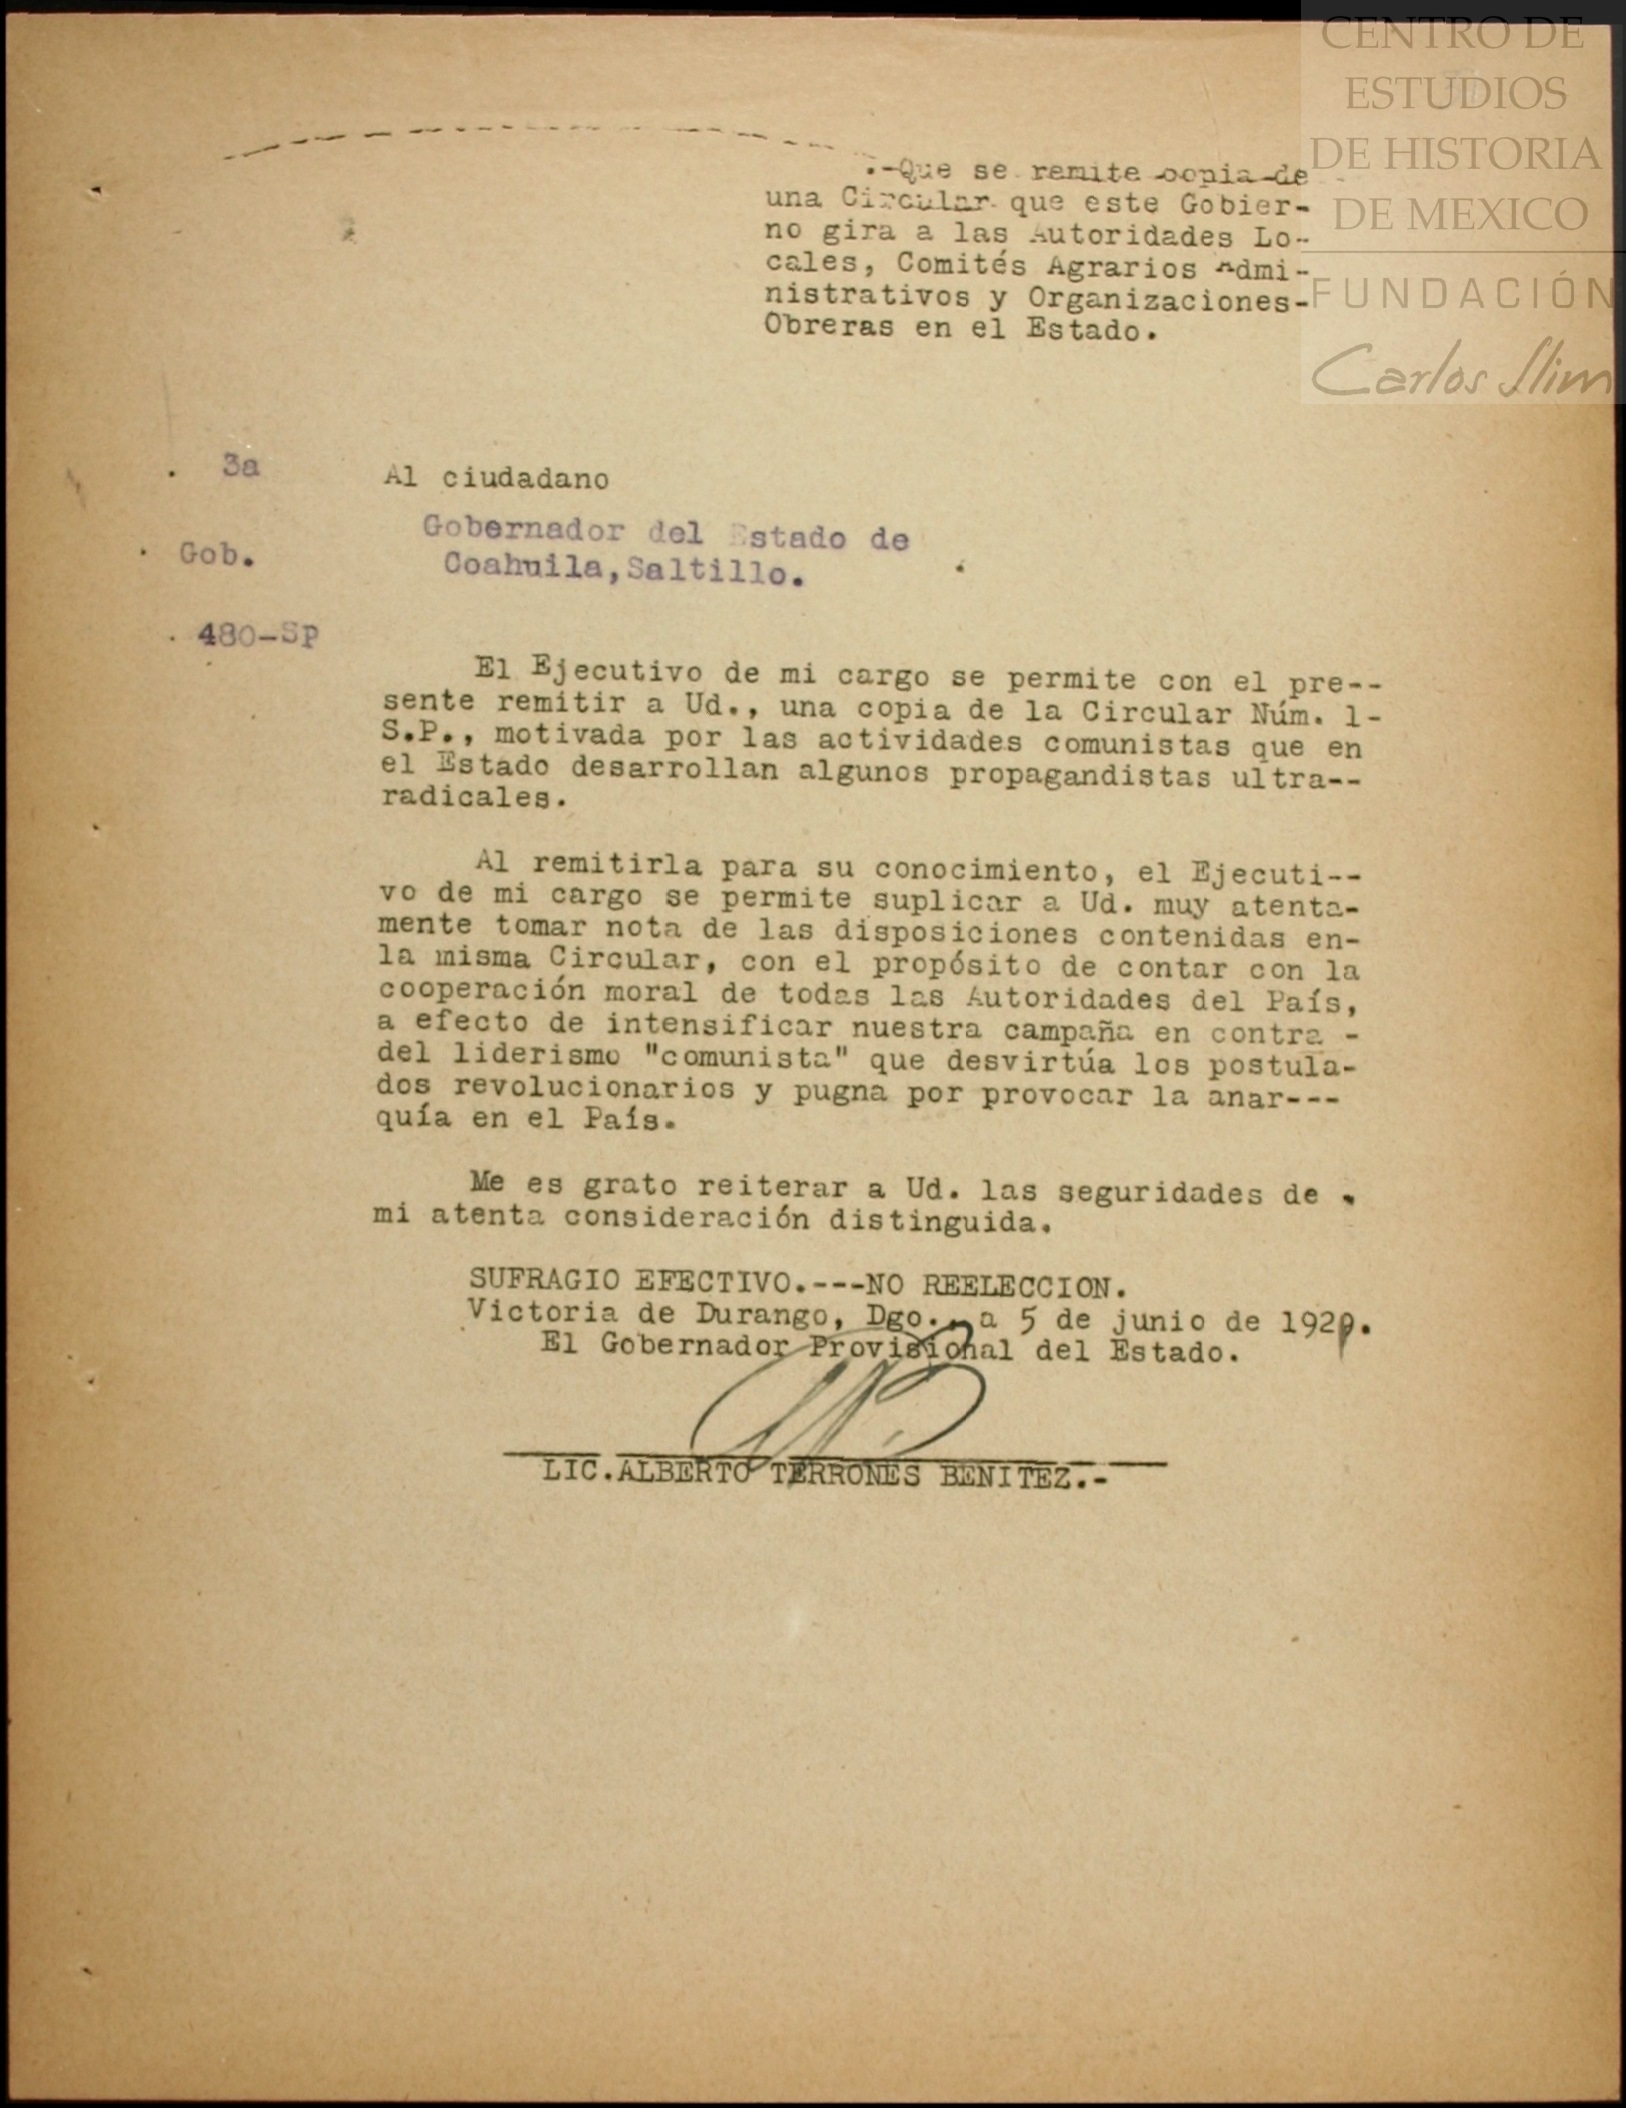 CENTRO DE
ESTUDIOS
DE HISTORIA
DE MEXICO
FUNDACIÓN
Carlos Slim
.-Que se remite copia de
una Circular que este Gobier-
no gira a las Autoridades Lo-
cales, Comités Agrarios Admi-
nistrativos y Organizaciones-
Obreras en el Estado.
3a
Al ciudadano
Gobernador del Estado de
Gob.
Coahuila, Saltillo.
480-SP
El Ejecutivo de mi cargo se permite con el pre--
sente remitir a Ud., una copia de la Circular Núm. 1-
S.P., motivada por las actividades comunistas que en
el Estado desarrollan algunos propagandistas ultra--
radicales.
Al remitirla para su conocimiento, el Ejecuti--
vo de mi cargo se permite suplicar a Ud. muy atenta-
mente tomar nota de las disposiciones contenidas en-
la misma Circular, con el propósito de contar con la
cooperación moral de todas las Autoridades del País,
a efecto de intensificar nuestra campaña en contra -
del liderismo "comunista" que desvirtúa los postula-
dos revolucionarios y pugna por provocar la anar---
quía en el País.
Me es grato reiterar a Ud. las seguridades de .
mi atenta consideración distinguida.
SUFRAGIO EFECTIVO.---NO REELECCION.
Victoria de Durango, Dgo., a 5 de junio de 1929.
El Gobernador Provisional del Estado.
LIC.ALBERTO TERRONES BENITEZ.-